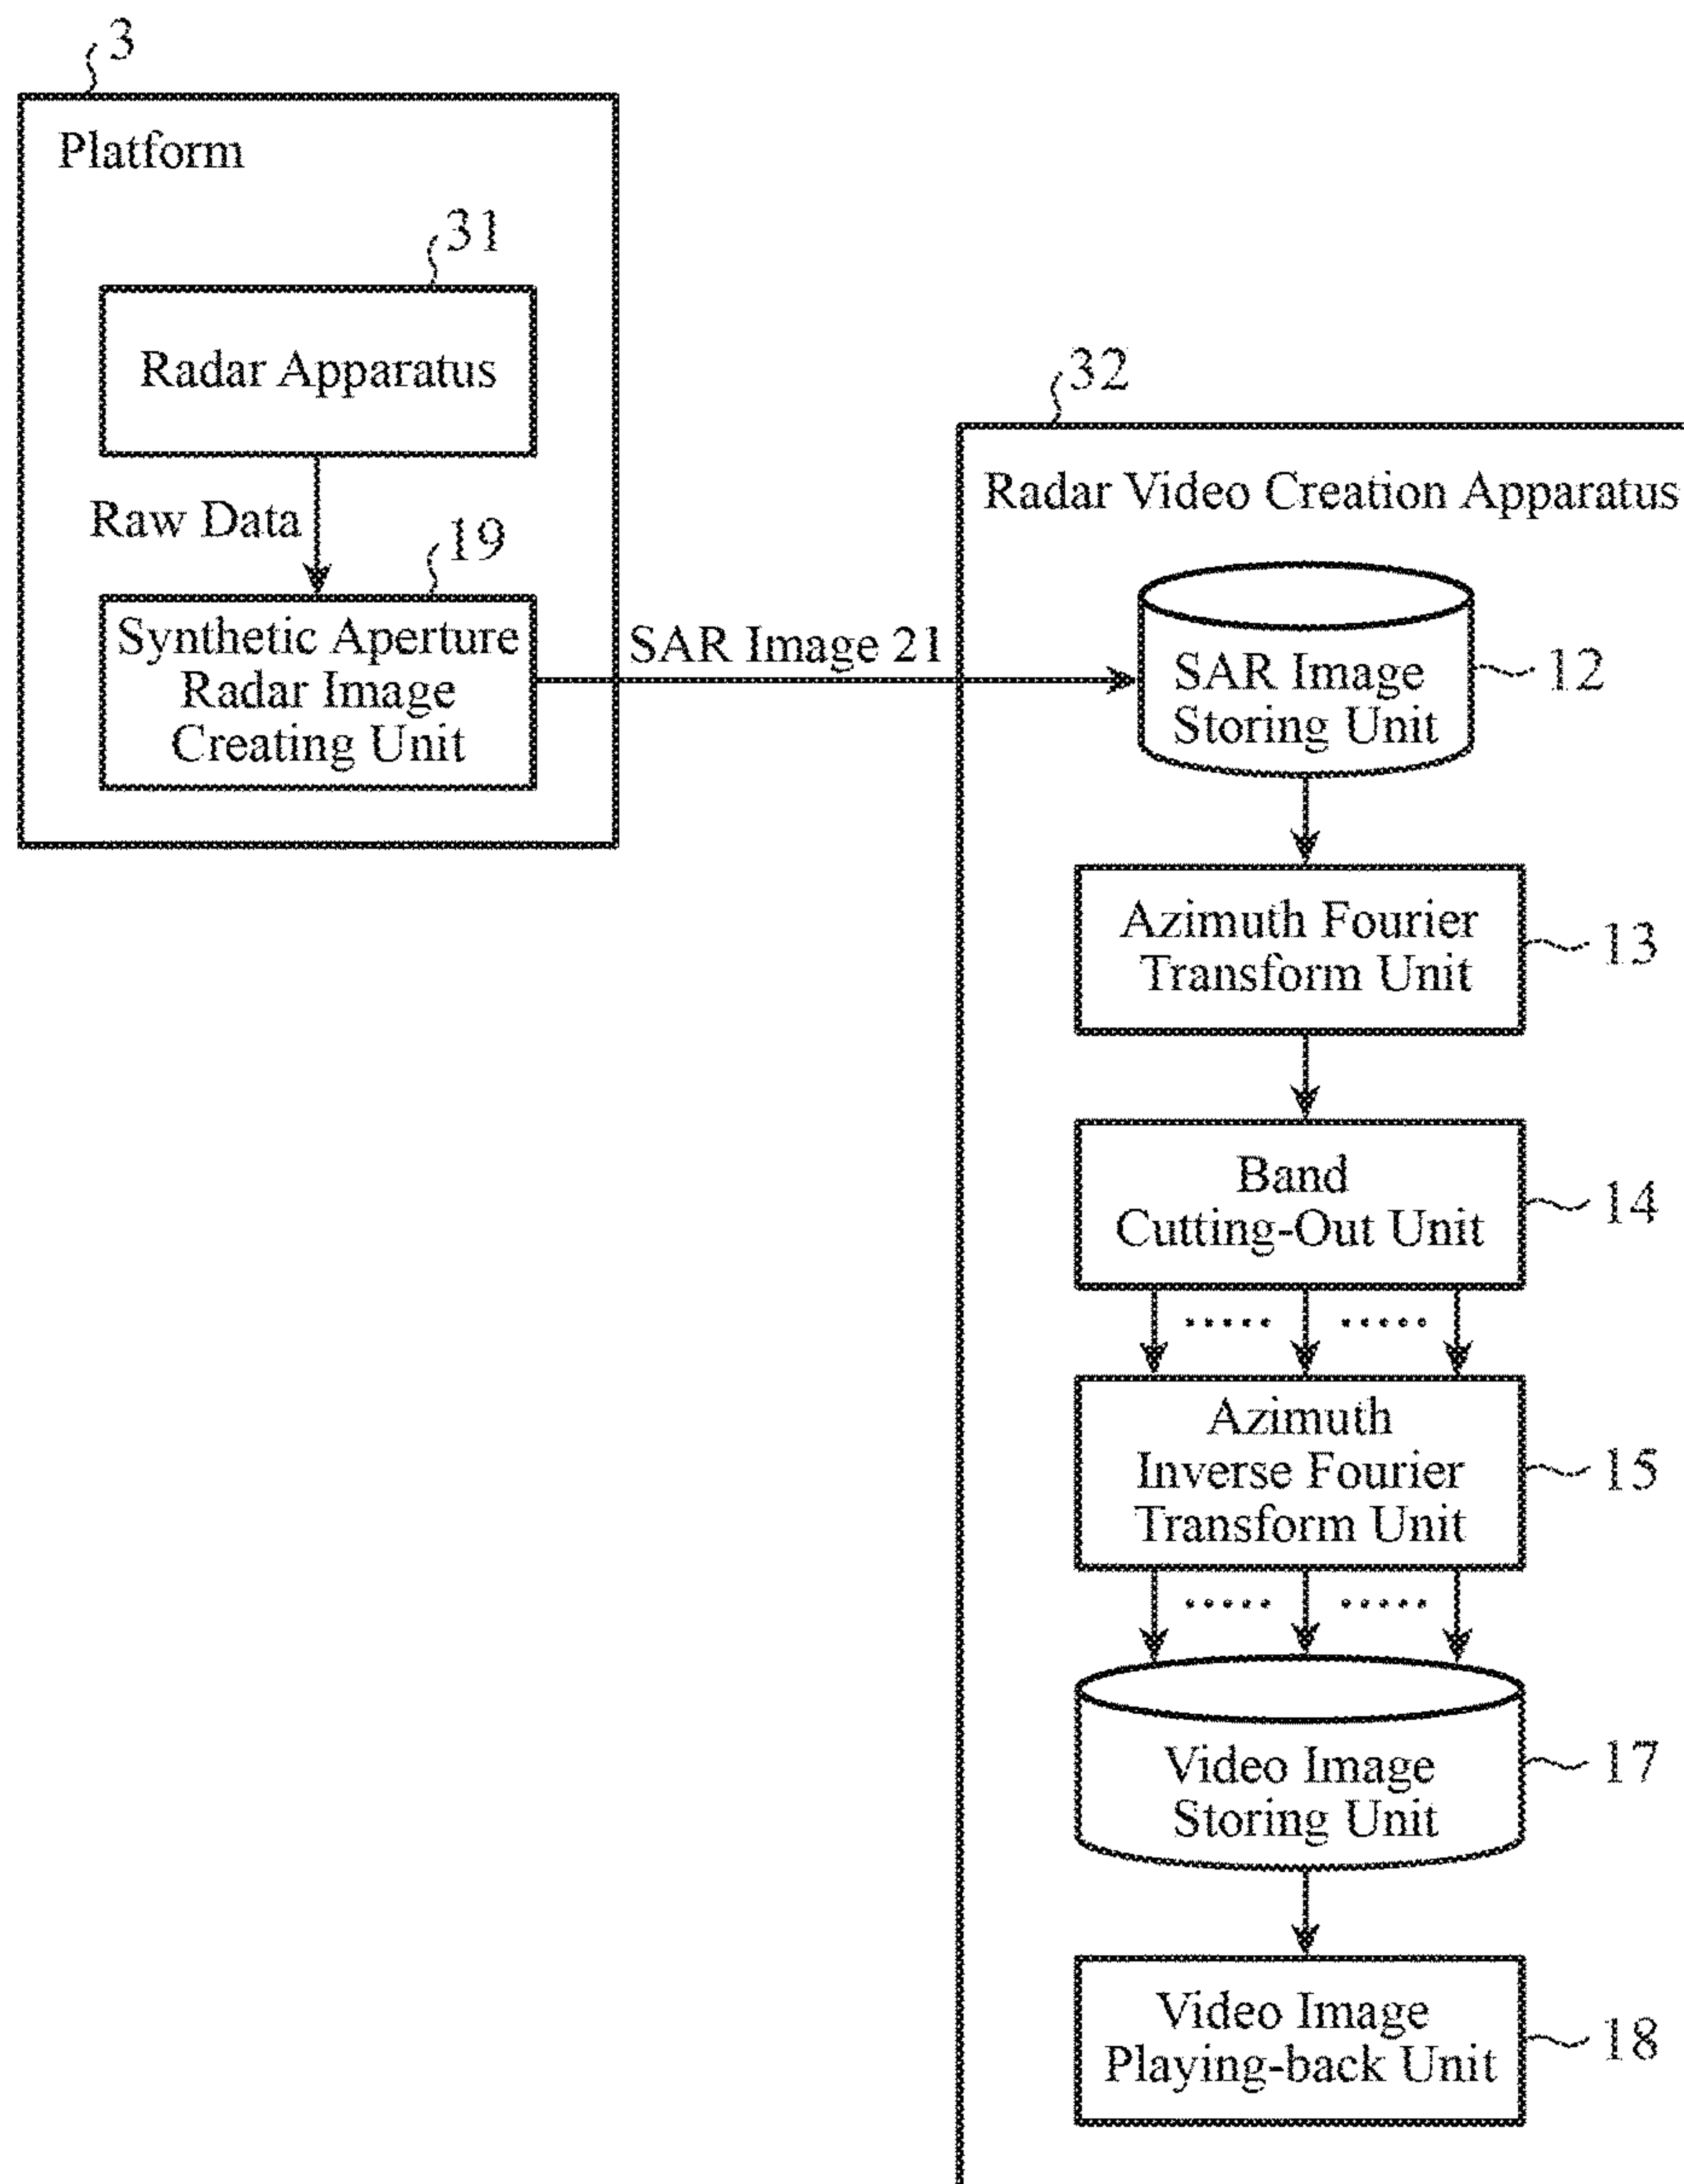 3
Platform
31
Radar Apparatus
Raw Data
19
Synthetic Aperture
Radar Image
Creating Unit
SAR Image 21
32
Radar Video Creation Apparatus
SAR Image
Storing Unit
12
Azimuth Fourier
Transform Unit
13
Band
Cutting-Out Unit
14
Azimuth
Inverse Fourier
Transform Unit
15
Video Image
Storing Unit
17
Video Image
Playing-back Unit
18